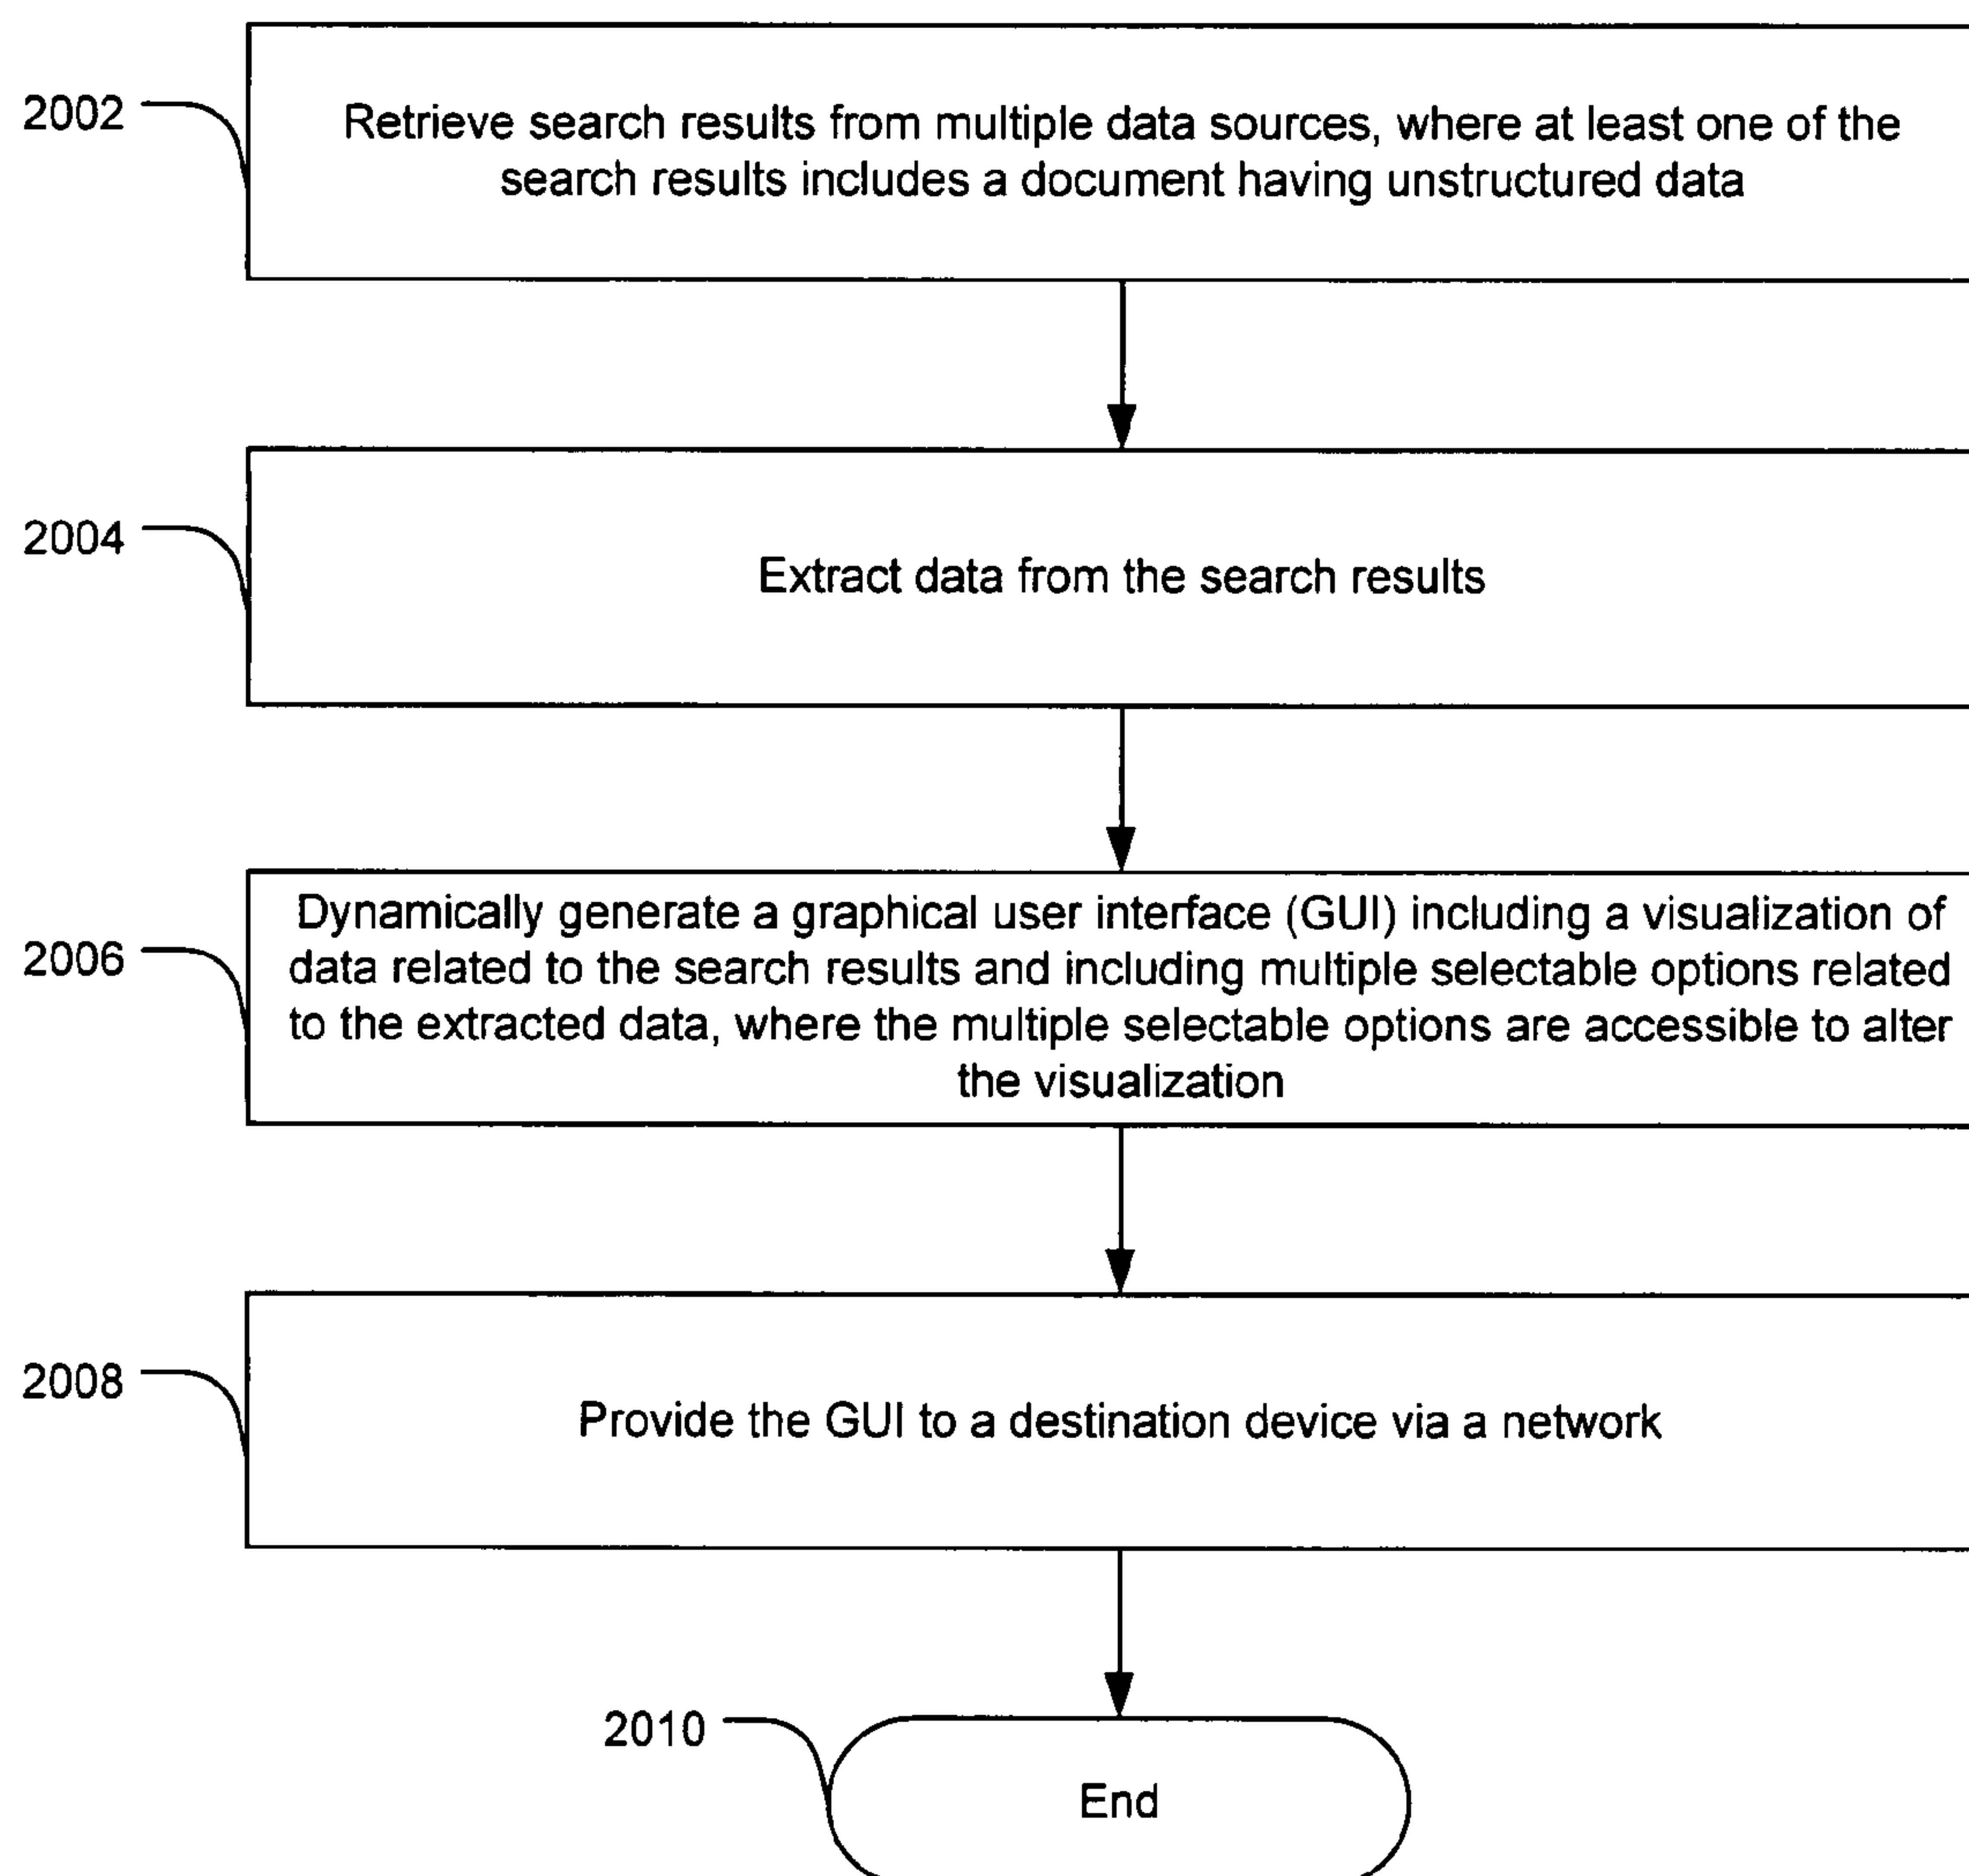 2002
Retrieve search results from multiple data sources, where at least one of the
search results includes a document having unstructured data
2004
Extract data from the search results
2006
Dynamically generate a graphical user interface (GUI) including a visualization of
data related to the search results and including multiple selectable options related
to the extracted data, where the multiple selectable options are accessible to alter
the visualization
2008
Provide the GUI to a destination device via a network
2010
End